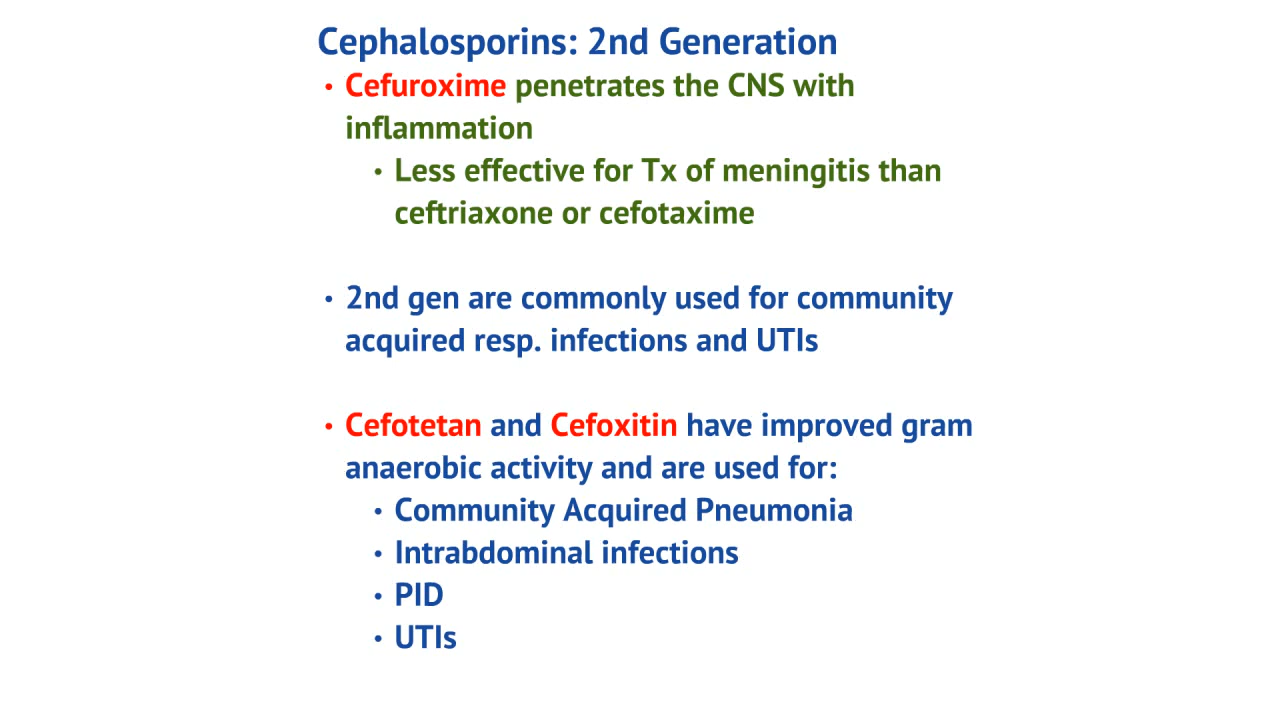 Cephalosporins: 2nd Generation
• Cefuroxime penetrates the CNS with
inflammation
• Less effective for Tx of meningitis than
ceftriaxone or cefotaxime
• 2nd gen are commonly used for community
acquired resp. infections and UTIs
• Cefotetan and Cefoxitin have improved gram
anaerobic activity and are used for:
• Community Acquired Pneumonia
• Intrabdominal infections
• PID
• UTIs